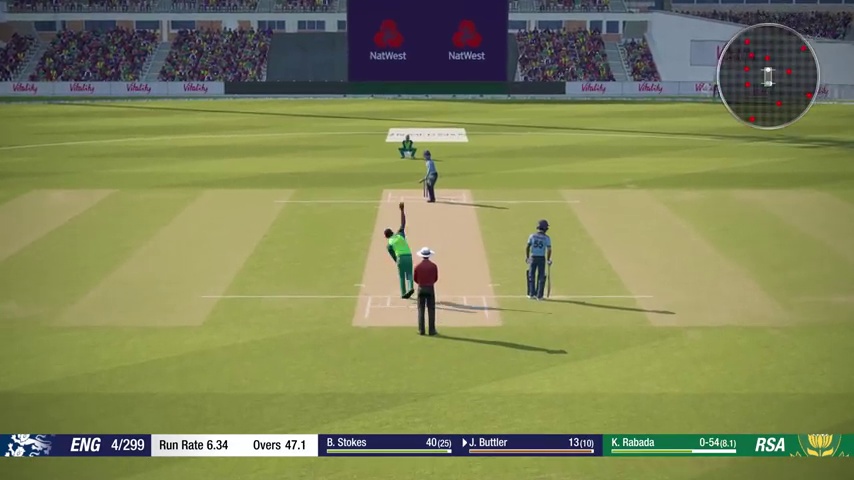 NatWest NatWest
Vitality Vitality Vitality Vitality Vitality
55
ENG 4/299 Run Rate 6.34 Overs 47.1 B. Stokes 40(25) J. Buttler 13(10) K. Rabada 0-54(8.1) RSA